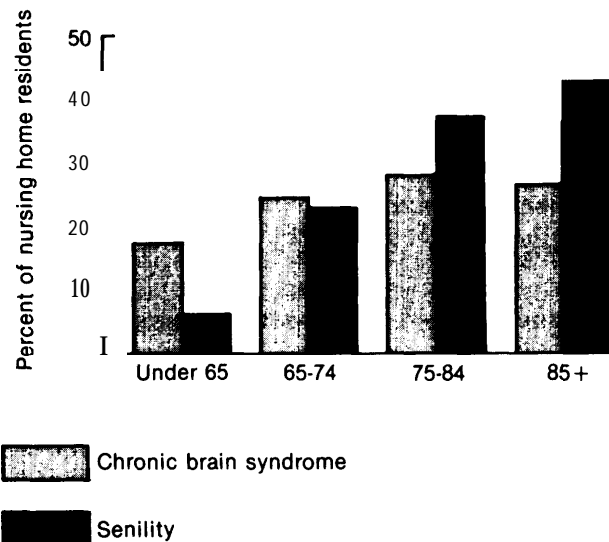 Percent of nursing home residents
50
40
30
20
10
I
Under 65 65-74 75-84 85+
Chronic brain syndrome
Senility